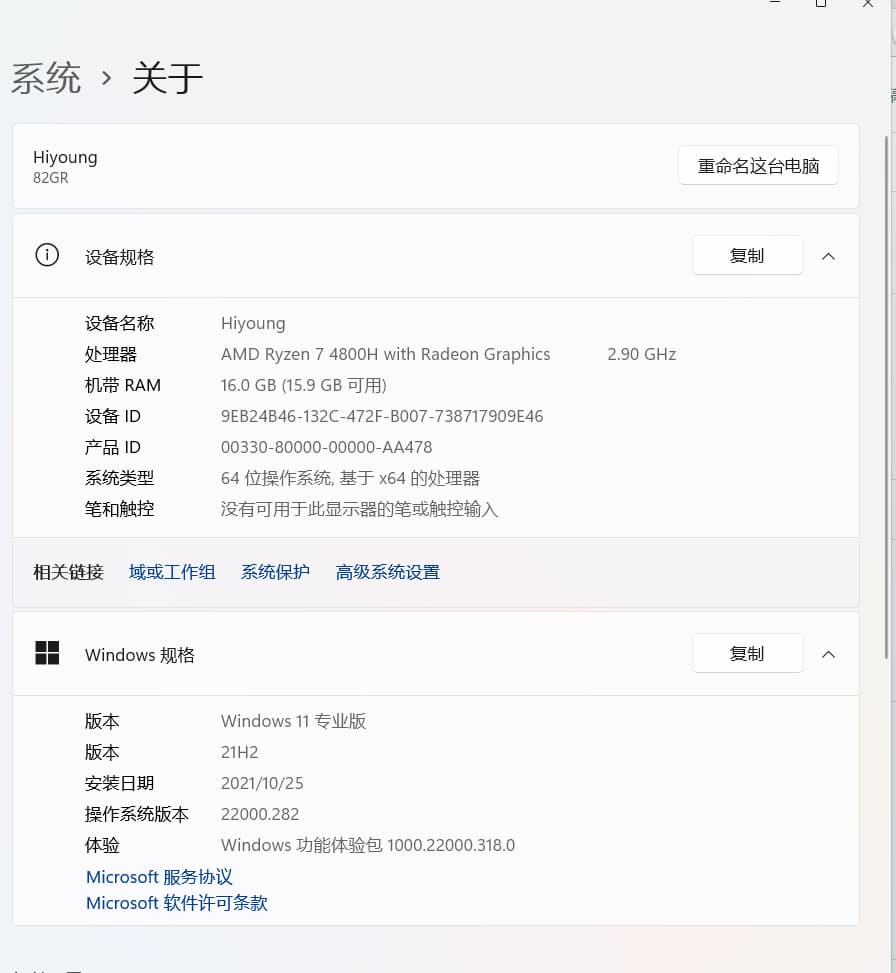 系统 › 关于
Hiyoung
82GR
重命名这台电脑
设备规格
复制
设备名称 Hiyoung
处理器 AMD Ryzen 7 4800H with Radeon Graphics 2.90 GHz
机带 RAM 16.0 GB (15.9 GB 可用)
设备 ID 9EB24B46-132C-472F-B007-738717909E46
产品 ID 00330-80000-00000-AA478
系统类型 64 位操作系统, 基于 x64 的处理器
笔和触控 没有可用于此显示器的笔或触控输入
相关链接 域或工作组 系统保护 高级系统设置
Windows 规格
复制
版本 Windows 11 专业版
版本 21H2
安装日期 2021/10/25
操作系统版本 22000.282
体验 Windows 功能体验包 1000.22000.318.0
Microsoft 服务协议
Microsoft 软件许可条款